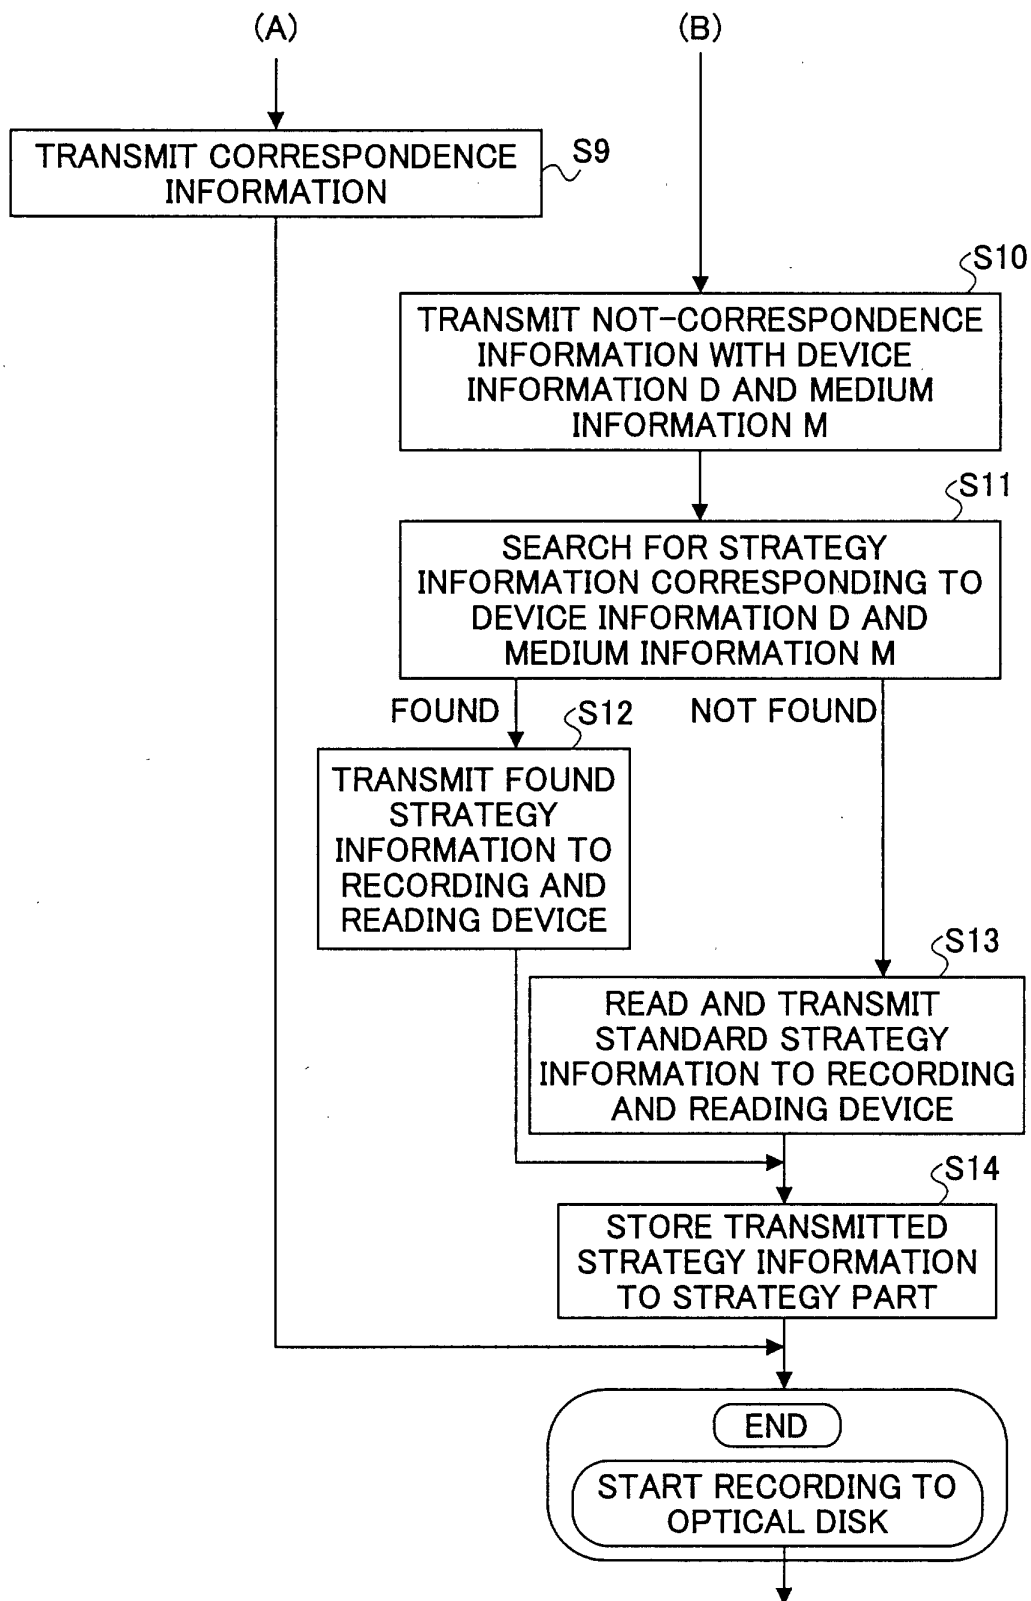 (A)
(B)
TRANSMIT CORRESPONDENCE
INFORMATION
S9
S10
TRANSMIT NOT-CORRESPONDENCE
INFORMATION WITH DEVICE
INFORMATION D AND MEDIUM
INFORMATION M
S11
SEARCH FOR STRATEGY
INFORMATION CORRESPONDING TO
DEVICE INFORMATION D AND
MEDIUM INFORMATION M
FOUND
S12
NOT FOUND
TRANSMIT FOUND
STRATEGY
INFORMATION TO
RECORDING AND
READING DEVICE
S13
READ AND TRANSMIT
STANDARD STRATEGY
INFORMATION TO RECORDING
AND READING DEVICE
S14
STORE TRANSMITTED
STRATEGY INFORMATION
TO STRATEGY PART
END
START RECORDING TO
OPTICAL DISK